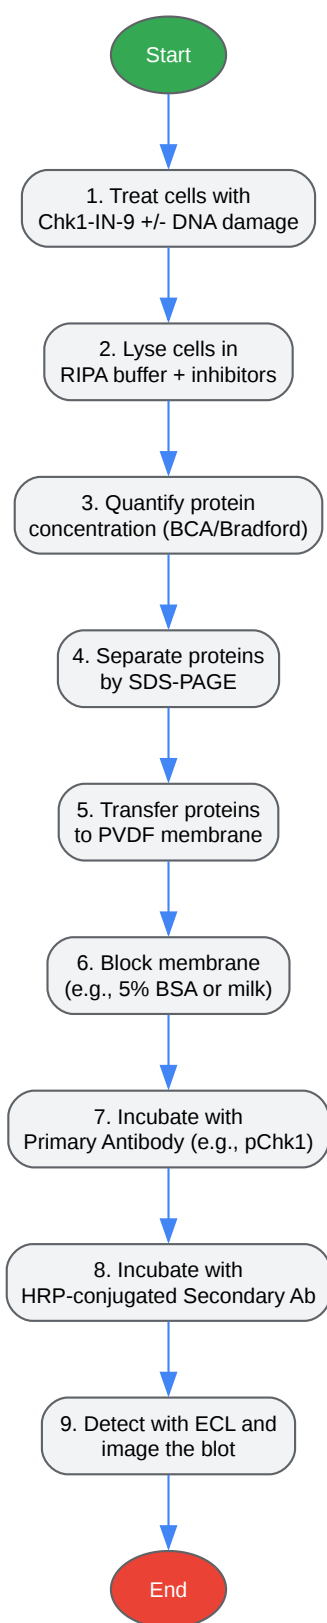 Start
1. Treat cells with
Chk1-IN-9 +/- DNA damage
2. Lyse cells in
RIPA buffer + inhibitors
3. Quantify protein
concentration (BCA/Bradford)
4. Separate proteins
by SDS-PAGE
5. Transfer proteins
to PVDF membrane
6. Block membrane
(e.g., 5% BSA or milk)
7. Incubate with
Primary Antibody (e.g., pChk1)
8. Incubate with
HRP-conjugated Secondary Ab
9. Detect with ECL and
image the blot
End